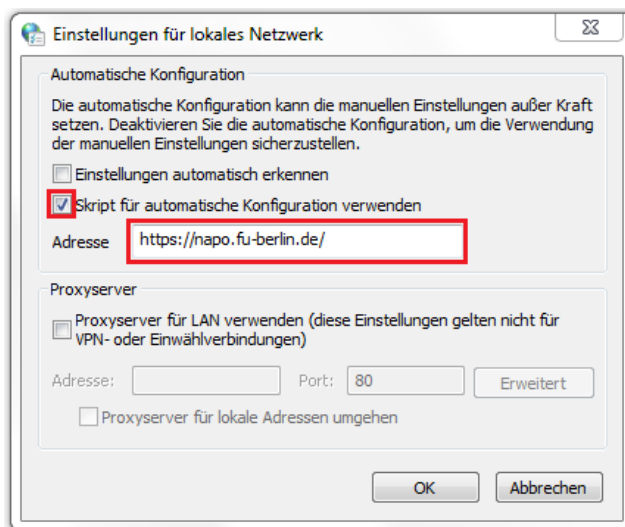 Einstellungen für lokales Netzwerk
Automatische Konfiguration
Die automatische Konfiguration kann die manuellen Einstellungen außer Kraft
setzen. Deaktivieren Sie die automatische Konfiguration, um die Verwendung
der manuellen Einstellungen sicherzustellen.
Einstellungen automatisch erkennen
Skript für automatische Konfiguration verwenden
Adresse https://napo.fu-berlin.de/
Proxyserver
Proxyserver für LAN verwenden (diese Einstellungen gelten nicht für
VPN- oder Einwählverbindungen)
Adresse: Port: 80 Erweitert
Proxyserver für lokale Adressen umgehen
OK Abbrechen